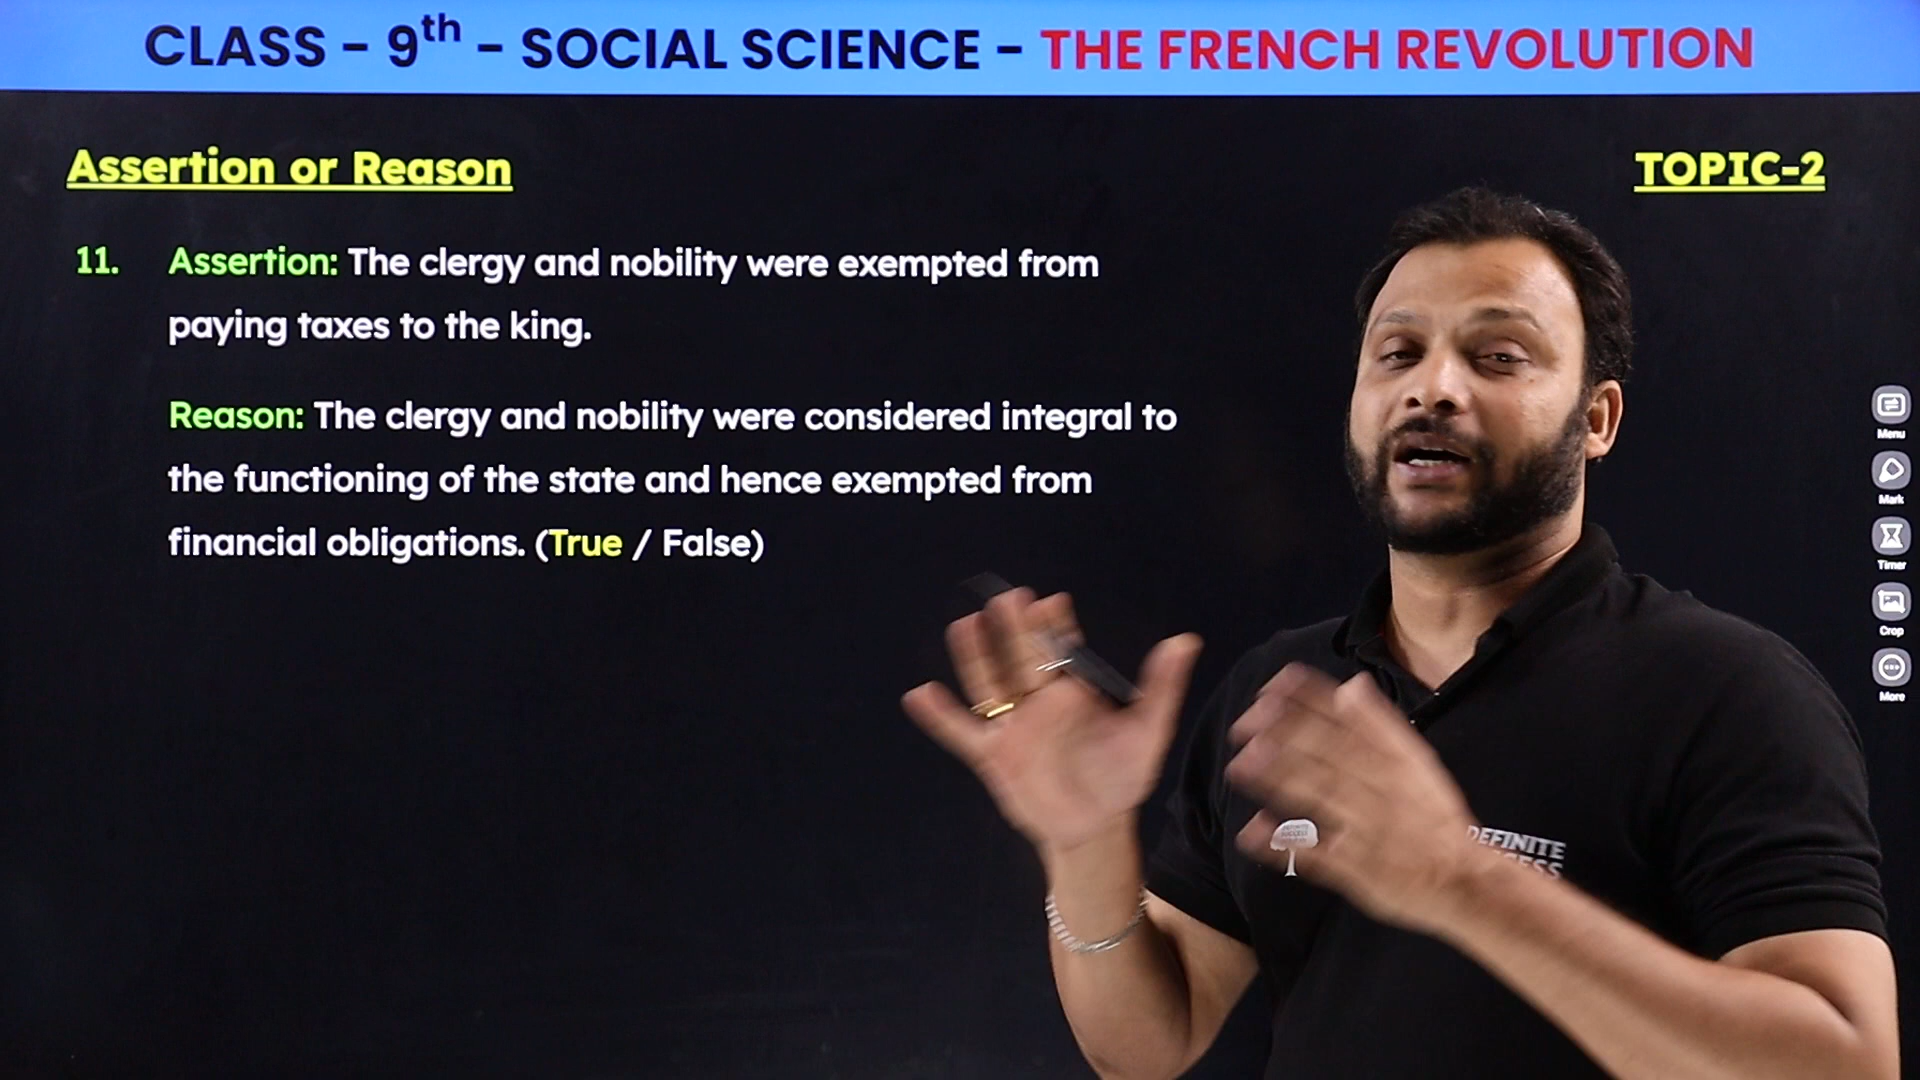 CLASS – 9th – SOCIAL SCIENCE – THE FRENCH REVOLUTION
Assertion or Reason
TOPIC-2
11. Assertion: The clergy and nobility were exempted from
paying taxes to the king.
Reason: The clergy and nobility were considered integral to
the functioning of the state and hence exempted from
financial obligations. (True / False)
Menu
Mark
Timer
Crop
More
DEFINITE